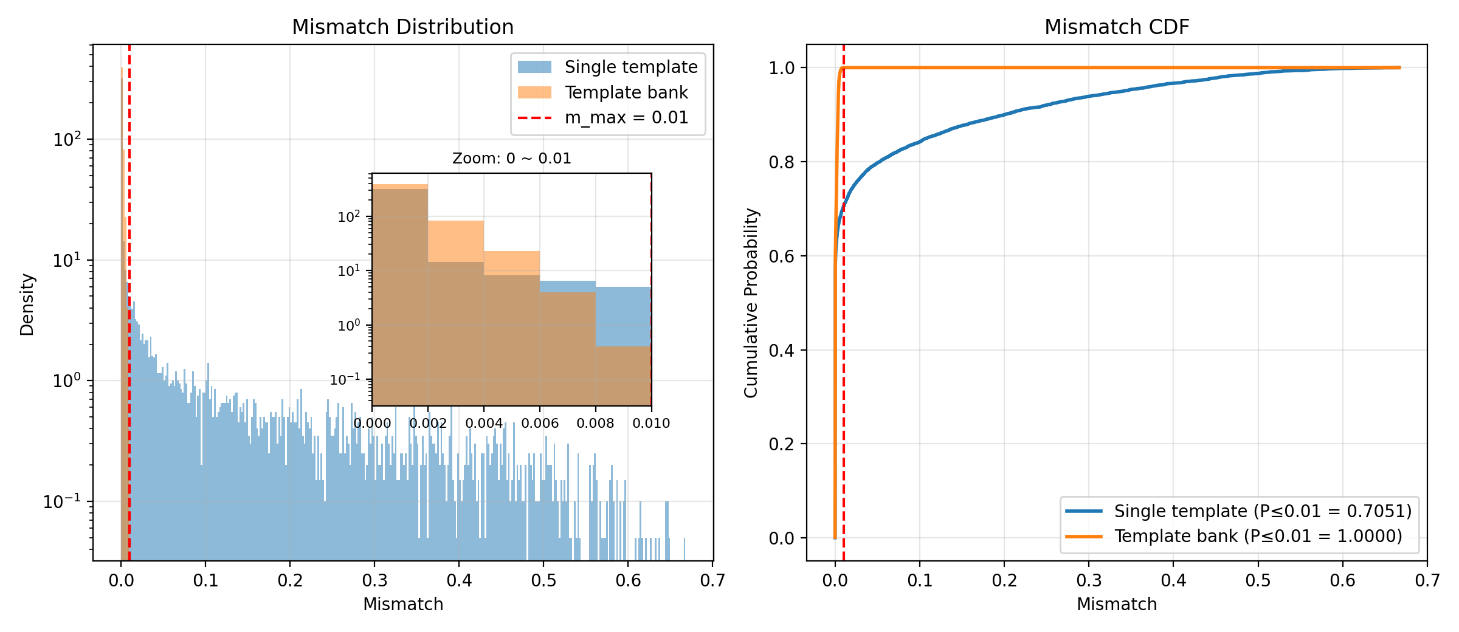 Mismatch Distribution
Density
10²
10¹
10⁰
10⁻¹
Single template
Template bank
m_max = 0.01
Zoom: 0 ~ 0.01
10²
10¹
10⁰
10⁻¹
0.000 0.002 0.004 0.006 0.008 0.010
0.0 0.1 0.2 0.3 0.4 0.5 0.6 0.7
Mismatch
Mismatch CDF
Cumulative Probability
1.0
0.8
0.6
0.4
0.2
0.0
Single template (P≤0.01 = 0.7051)
Template bank (P≤0.01 = 1.0000)
0.0 0.1 0.2 0.3 0.4 0.5 0.6 0.7
Mismatch